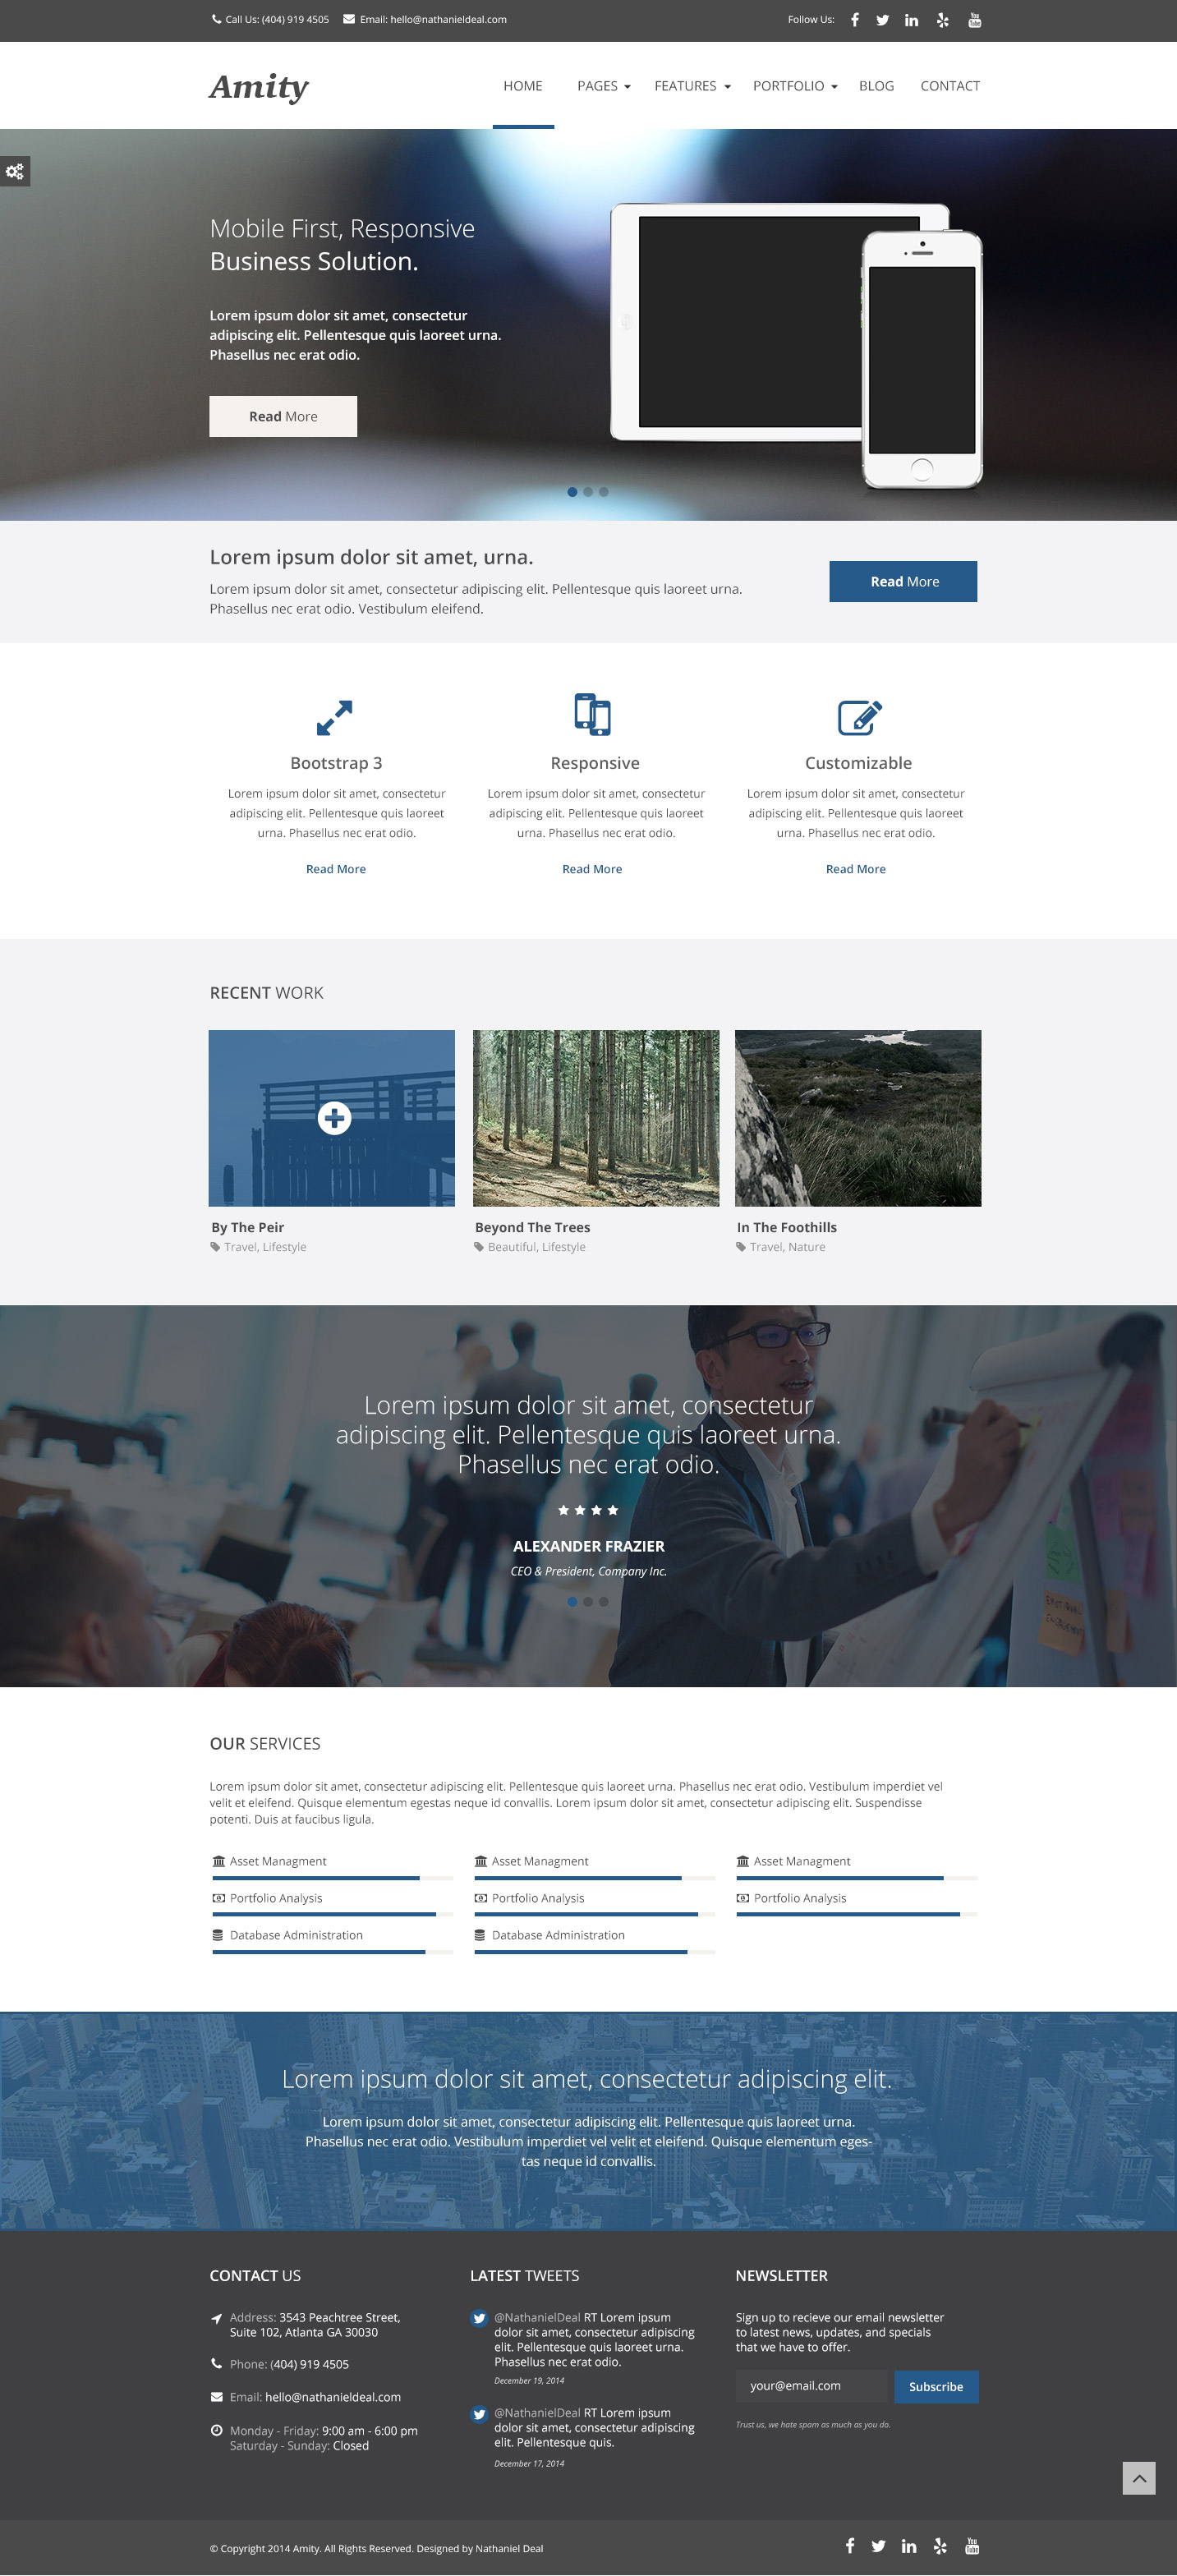 Call Us: (404) 919 4505 Email: hello@nathanieldeal.com Follow Us: You Tube
Amity
HOME PAGES FEATURES PORTFOLIO BLOG CONTACT
Mobile First, Responsive
Business Solution.
Lorem ipsum dolor sit amet, consectetur
adipiscing elit. Pellentesque quis laoreet urna.
Phasellus nec erat odio.
Read More
Lorem ipsum dolor sit amet, urna.
Lorem ipsum dolor sit amet, consectetur adipiscing elit. Pellentesque quis laoreet urna.
Phasellus nec erat odio. Vestibulum eleifend.
Read More
Bootstrap 3
Lorem ipsum dolor sit amet, consectetur
adipiscing elit. Pellentesque quis laoreet
urna. Phasellus nec erat odio.
Read More
Responsive
Lorem ipsum dolor sit amet, consectetur
adipiscing elit. Pellentesque quis laoreet
urna. Phasellus nec erat odio.
Read More
Customizable
Lorem ipsum dolor sit amet, consectetur
adipiscing elit. Pellentesque quis laoreet
urna. Phasellus nec erat odio.
Read More
RECENT WORK
By The Peir
Travel, Lifestyle
Beyond The Trees
Beautiful, Lifestyle
In The Foothills
Travel, Nature
Lorem ipsum dolor sit amet, consectetur
adipiscing elit. Pellentesque quis laoreet urna.
Phasellus nec erat odio.
ALEXANDER FRAZIER
CEO & President, Company Inc.
OUR SERVICES
Lorem ipsum dolor sit amet, consectetur adipiscing elit. Pellentesque quis laoreet urna. Phasellus nec erat odio. Vestibulum imperdiet vel
velit et eleifend. Quisque elementum egestas neque id convallis. Lorem ipsum dolor sit amet, consectetur adipiscing elit. Suspendisse
potenti. Duis at faucibus ligula.
Asset Managment
Portfolio Analysis
Database Administration
Asset Managment
Portfolio Analysis
Database Administration
Asset Managment
Portfolio Analysis
Lorem ipsum dolor sit amet, consectetur adipiscing elit.
Lorem ipsum dolor sit amet, consectetur adipiscing elit. Pellentesque quis laoreet urna.
Phasellus nec erat odio. Vestibulum imperdiet vel velit et eleifend. Quisque elementum eges-
tas neque id convallis.
CONTACT US
Address: 3543 Peachtree Street,
Suite 102, Atlanta GA 30030
Phone: (404) 919 4505
Email: hello@nathanieldeal.com
Monday - Friday: 9:00 am - 6:00 pm
Saturday - Sunday: Closed
LATEST TWEETS
@NathanielDeal RT Lorem ipsum
dolor sit amet, consectetur adipiscing
elit. Pellentesque quis laoreet urna.
Phasellus nec erat odio.
December 19, 2014
@NathanielDeal RT Lorem ipsum
dolor sit amet, consectetur adipiscing
elit. Pellentesque quis.
December 17, 2014
NEWSLETTER
Sign up to recieve our email newsletter
to latest news, updates, and specials
that we have to offer.
your@email.com Subscribe
Trust us, we hate spam as much as you do.
© Copyright 2014 Amity. All Rights Reserved. Designed by Nathaniel Deal You Tube